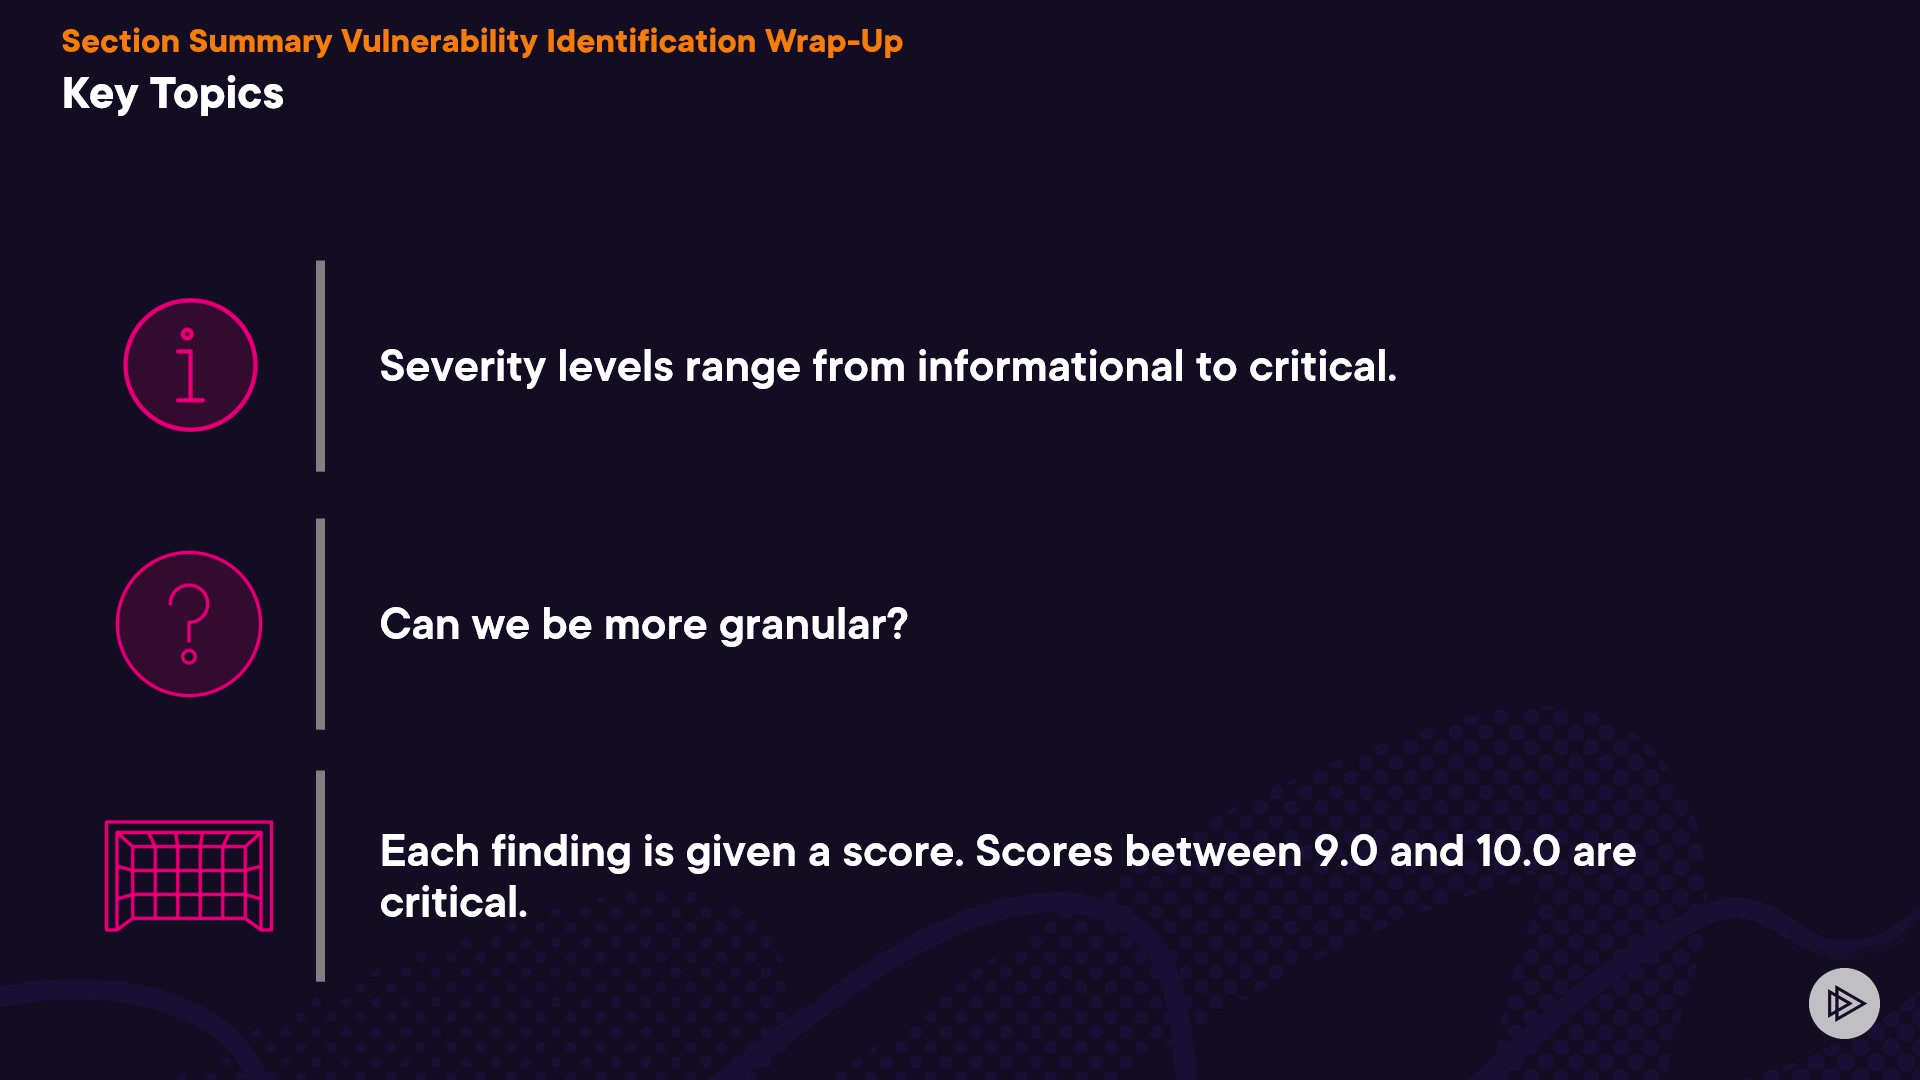 Section Summary Vulnerability Identification Wrap-Up
Key Topics
Severity levels range from informational to critical.
Can we be more granular?
Each finding is given a score. Scores between 9.0 and 10.0 are
critical.